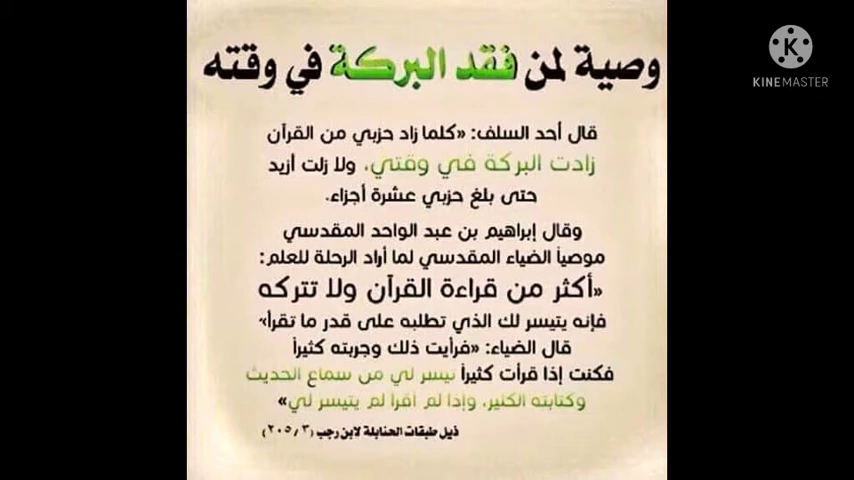 وصية لمن فقد البركة في وقته
KINEMASTER
قال أحد السلف: «كلما زاد حزبي من القرآن
زادت البركة في وقتي، ولا زلت أزيد
حتى بلغ حزبي عشرة أجزاء.
وقال إبراهيم بن عبد الواحد المقدسي
موصياً الضياء المقدسي لما أراد الرحلة للعلم:
«أكثر من قراءة القرآن ولا تتركه
فإنه يتيسر لك الذي تطلبه على قدر ما تقرأ»
قال الضياء: «فرأيت ذلك وجربته كثيراً
فكنت إذا قرأت كثيراً تيسر لي من سماع الحديث
وكتابته الكثير، وإذا لم أقرأ لم يتيسر لي»
ذيل طبقات الحنابلة لابن رجب (٣/٢٠٥)